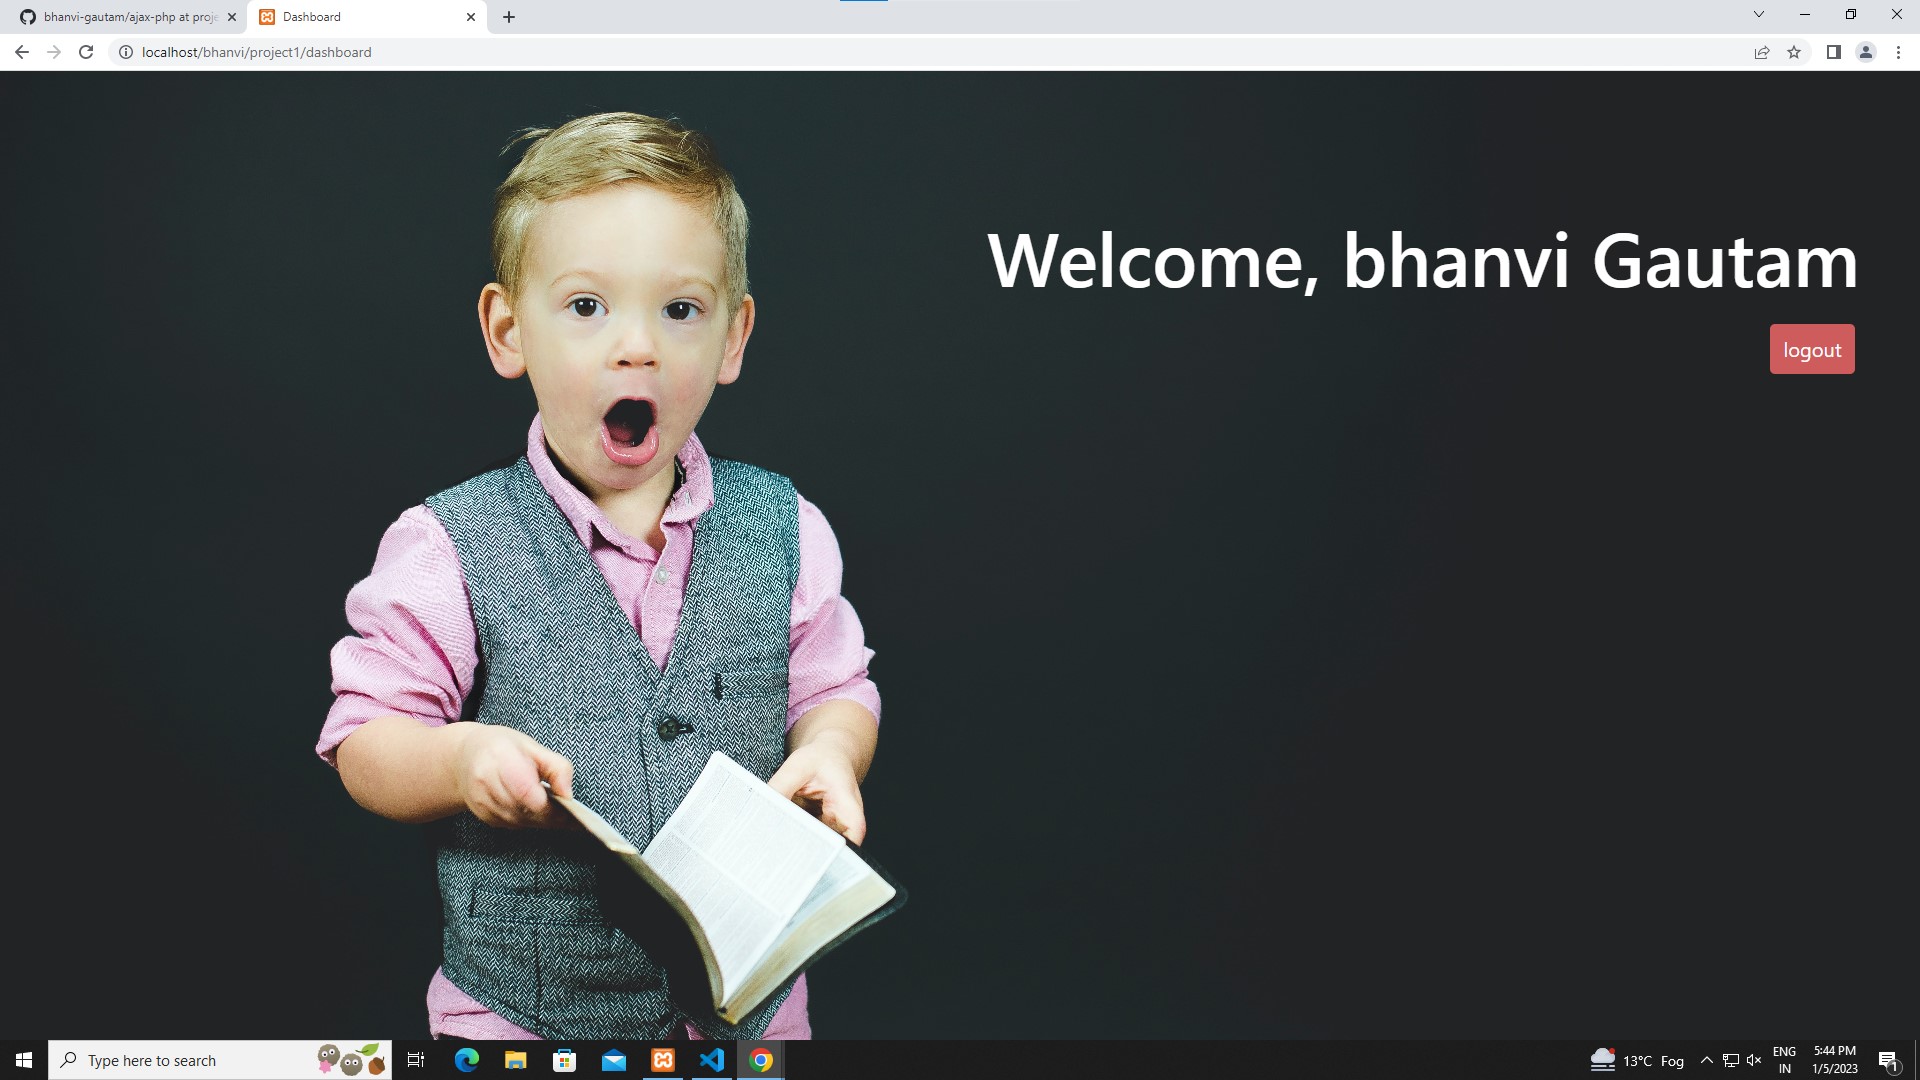 bhanvi-gautam/ajax-php at proje
Dashboard
localhost/bhanvi/project1/dashboard
Welcome, bhanvi Gautam
logout
Type here to search
13°C Fog
ENG
IN
5:44 PM
1/5/2023
1